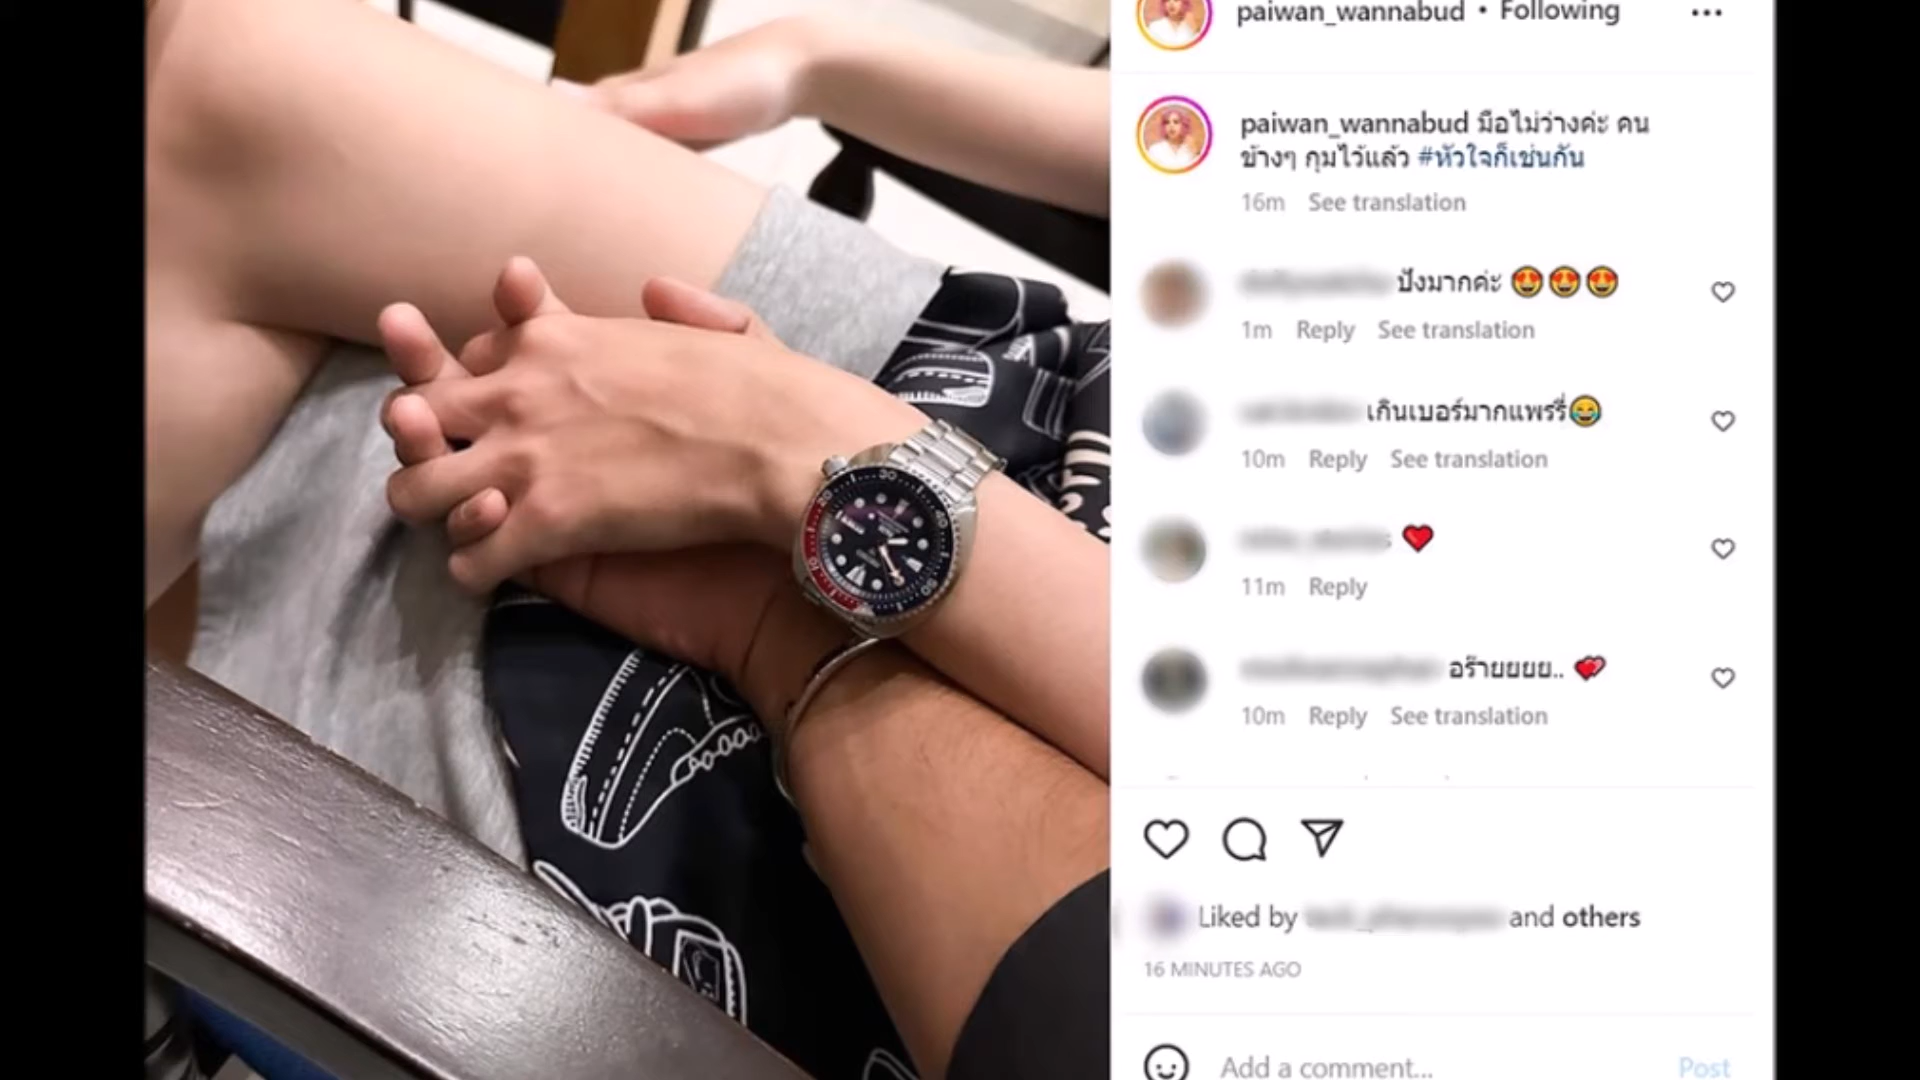 paiwan_wannabud • Following
paiwan_wannabud มือไม่ว่างค่ะ คน
ข้างๆ กุมไว้แล้ว #หัวใจก็เช่นกัน
16m See translation
ปังมากค่ะ 😍😍😍
1m Reply See translation
เกินเบอร์มากแพรรี่😂
10m Reply See translation
❤️
11m Reply
อร๊ายยยย.. 💕
10m Reply See translation
Liked by and others
16 MINUTES AGO
Add a comment... Post